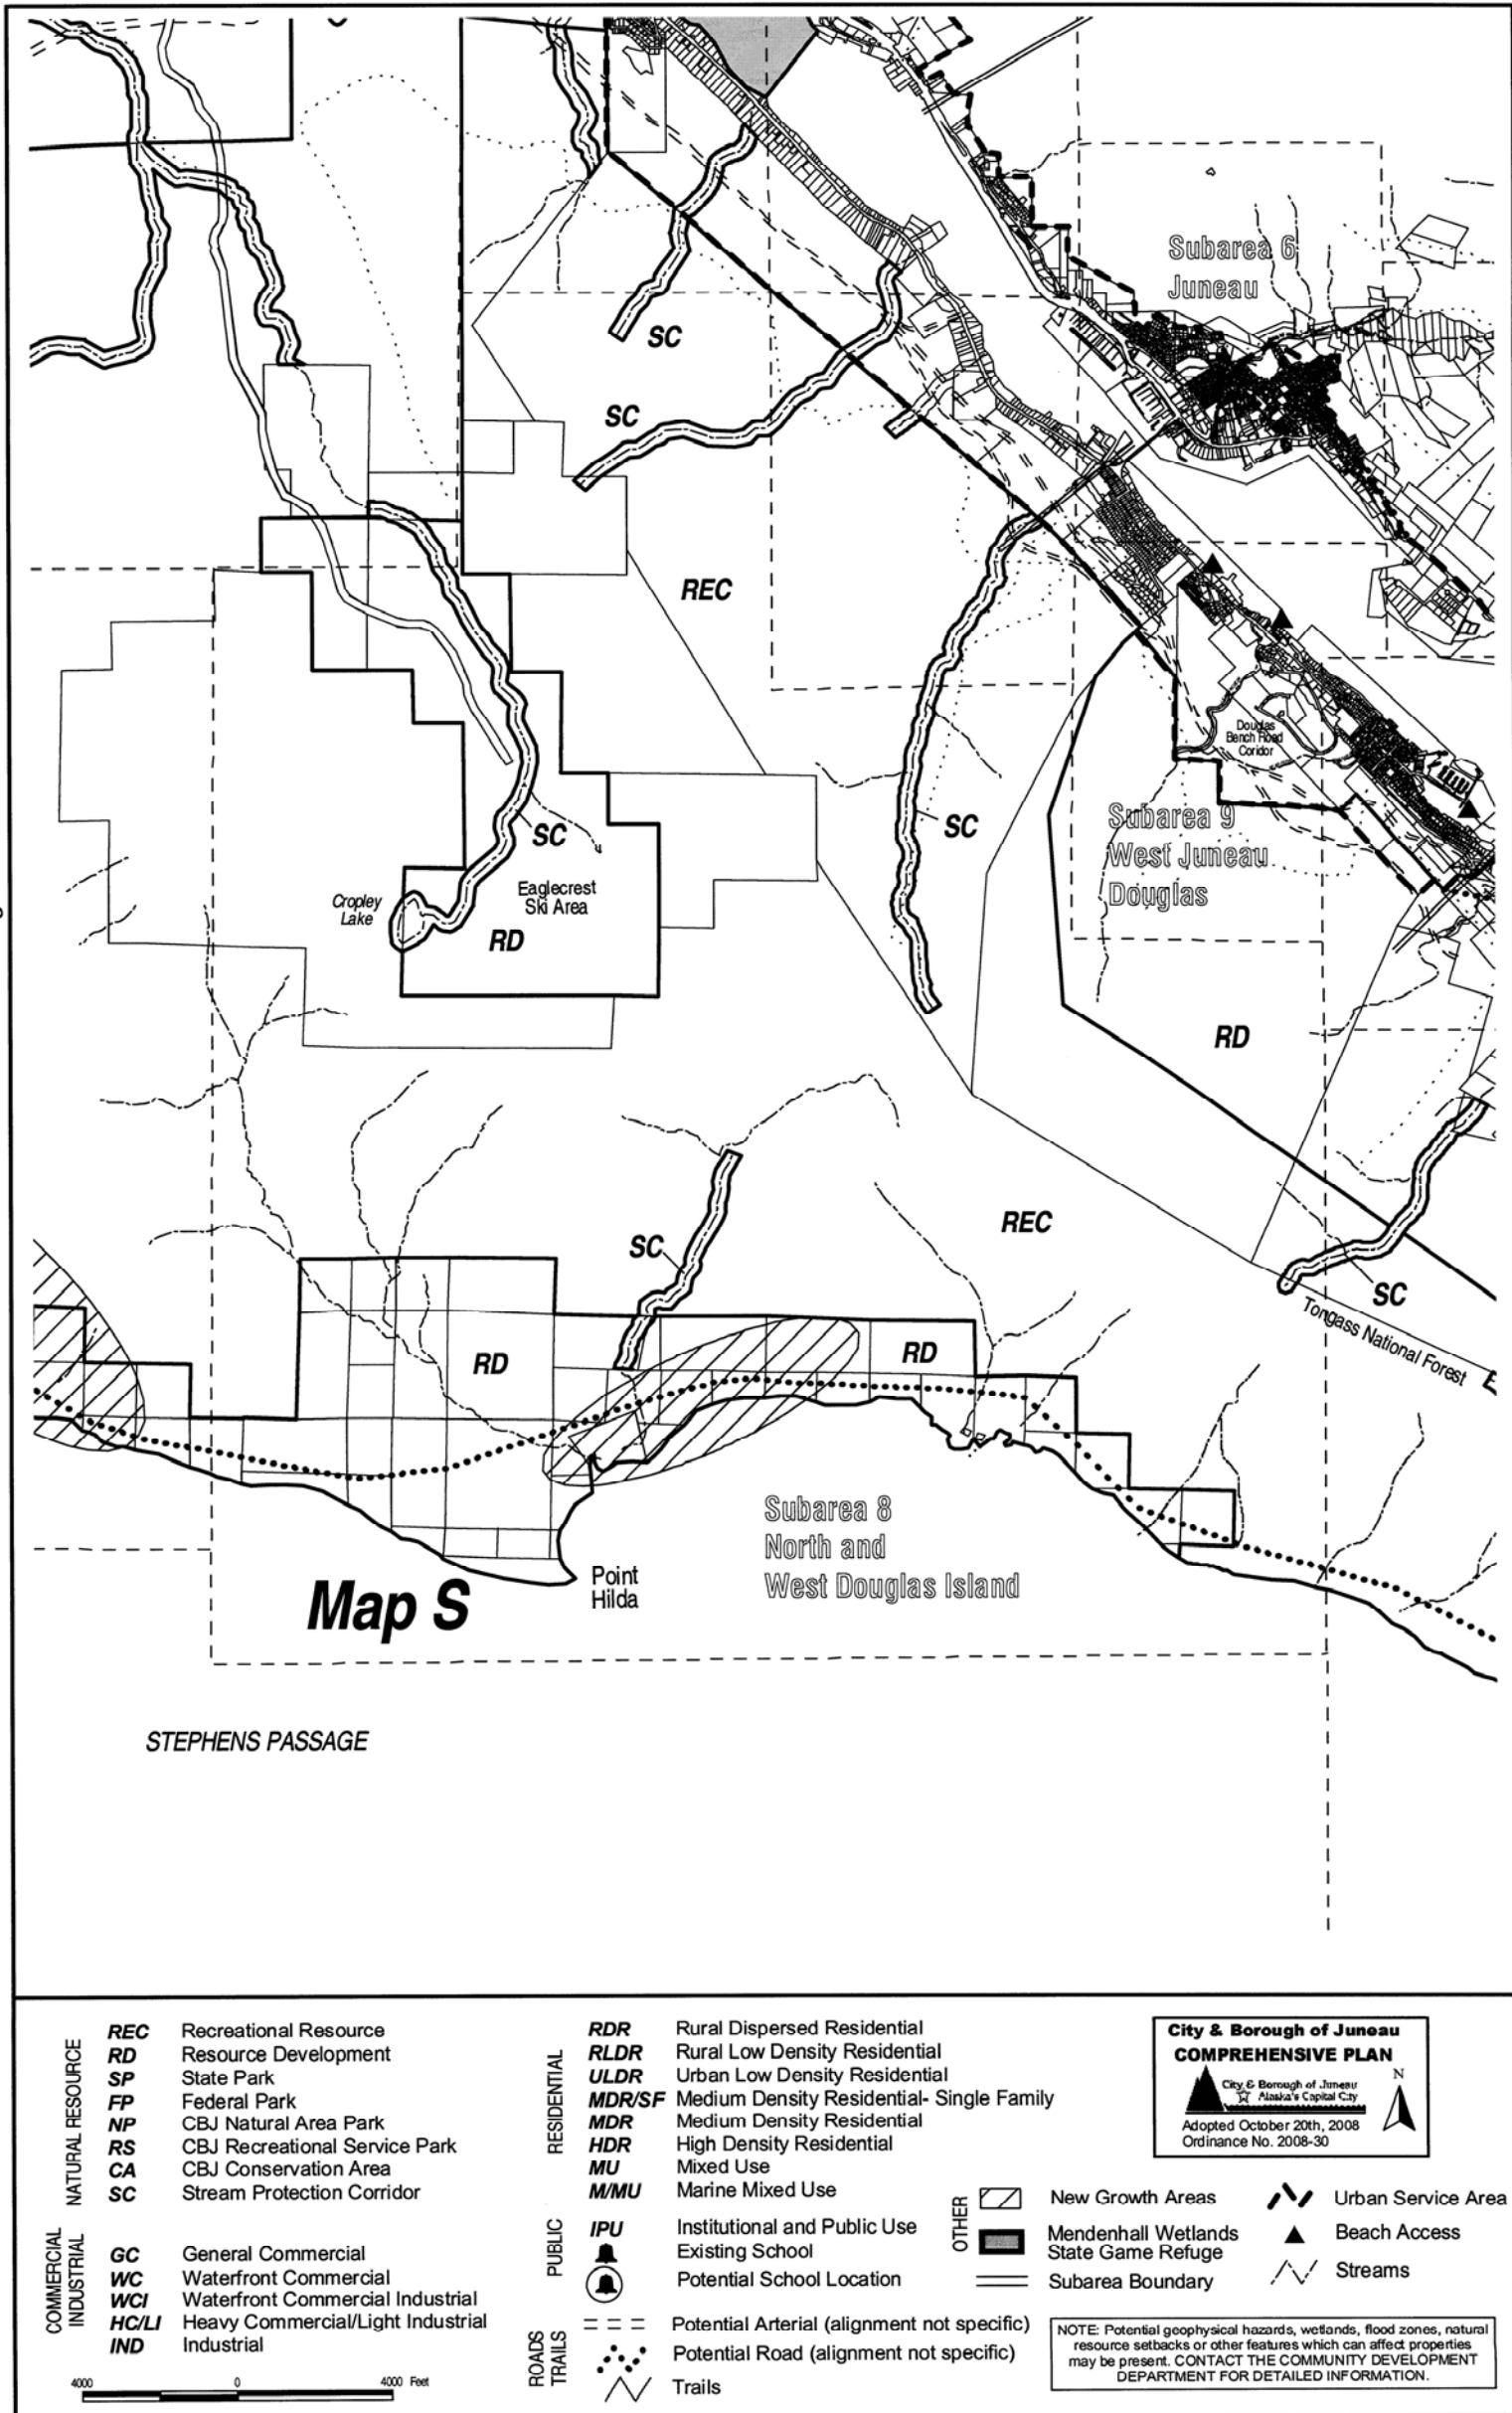 Subarea 6
Juneau
SC
SC
REC
Douglas
Bench Road
Coridor
SC
SC
Subarea 9
West Juneau
Douglas
Cropley
Lake
Eaglecrest
Ski Area
RD
RD
REC
SC
SC
Tongass National Forest
RD
RD
Subarea 8
North and
West Douglas Island
Point
Hilda
Map S
STEPHENS PASSAGE
NATURAL RESOURCE
REC Recreational Resource
RD Resource Development
SP State Park
FP Federal Park
NP CBJ Natural Area Park
RS CBJ Recreational Service Park
CA CBJ Conservation Area
SC Stream Protection Corridor
COMMERCIAL
INDUSTRIAL
GC General Commercial
WC Waterfront Commercial
WCI Waterfront Commercial Industrial
HC/LI Heavy Commercial/Light Industrial
IND Industrial
4000 0 4000 Feet
RESIDENTIAL
RDR Rural Dispersed Residential
RLDR Rural Low Density Residential
ULDR Urban Low Density Residential
MDR/SF Medium Density Residential- Single Family
MDR Medium Density Residential
HDR High Density Residential
MU Mixed Use
M/MU Marine Mixed Use
PUBLIC
IPU Institutional and Public Use
Existing School
Potential School Location
ROADS
TRAILS
Potential Arterial (alignment not specific)
Potential Road (alignment not specific)
Trails
OTHER
New Growth Areas
Mendenhall Wetlands
State Game Refuge
Subarea Boundary
Urban Service Area
Beach Access
Streams
City & Borough of Juneau
COMPREHENSIVE PLAN
City & Borough of Juneau
Alaska's Capital City
N
Adopted October 20th, 2008
Ordinance No. 2008-30
NOTE: Potential geophysical hazards, wetlands, flood zones, natural
resource setbacks or other features which can affect properties
may be present. CONTACT THE COMMUNITY DEVELOPMENT
DEPARTMENT FOR DETAILED INFORMATION.